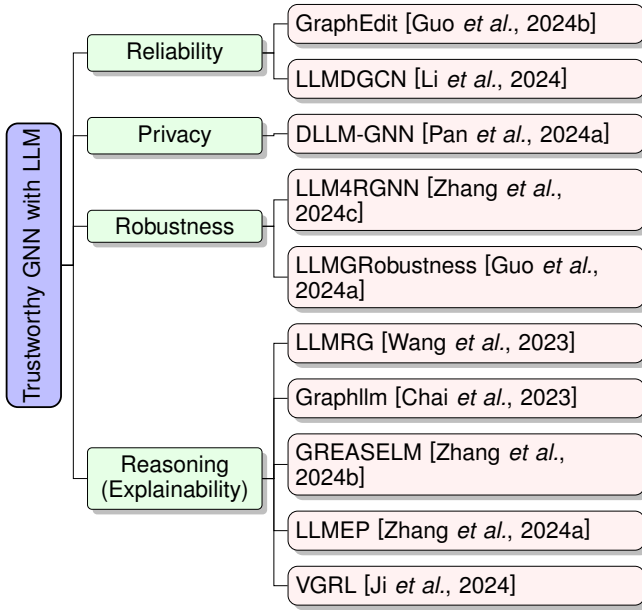 Trustworthy GNN with LLM
Reliability
GraphEdit [Guo et al., 2024b]
LLMDGCN [Li et al., 2024]
Privacy
DLLM-GNN [Pan et al., 2024a]
Robustness
LLM4RGNN [Zhang et al.,
2024c]
LLMGRobustness [Guo et al.,
2024a]
Reasoning
(Explainability)
LLMRG [Wang et al., 2023]
Graphllm [Chai et al., 2023]
GREASELM [Zhang et al.,
2024b]
LLMEP [Zhang et al., 2024a]
VGRL [Ji et al., 2024]